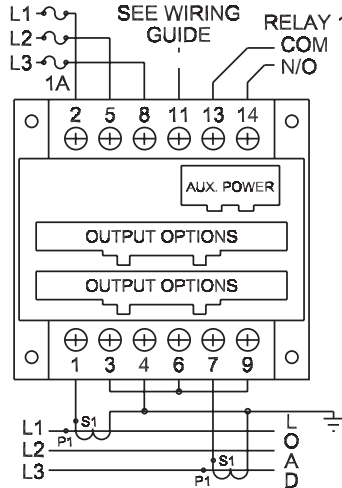 L1
L2
L3
1A
SEE WIRING
GUIDE
RELAY 1
COM
N/O
2 5 8 11 13 14
AUX. POWER
OUTPUT OPTIONS
OUTPUT OPTIONS
1 3 4 6 7 9
L1 P1 S1
L2
L3 P1 S1
LOAD